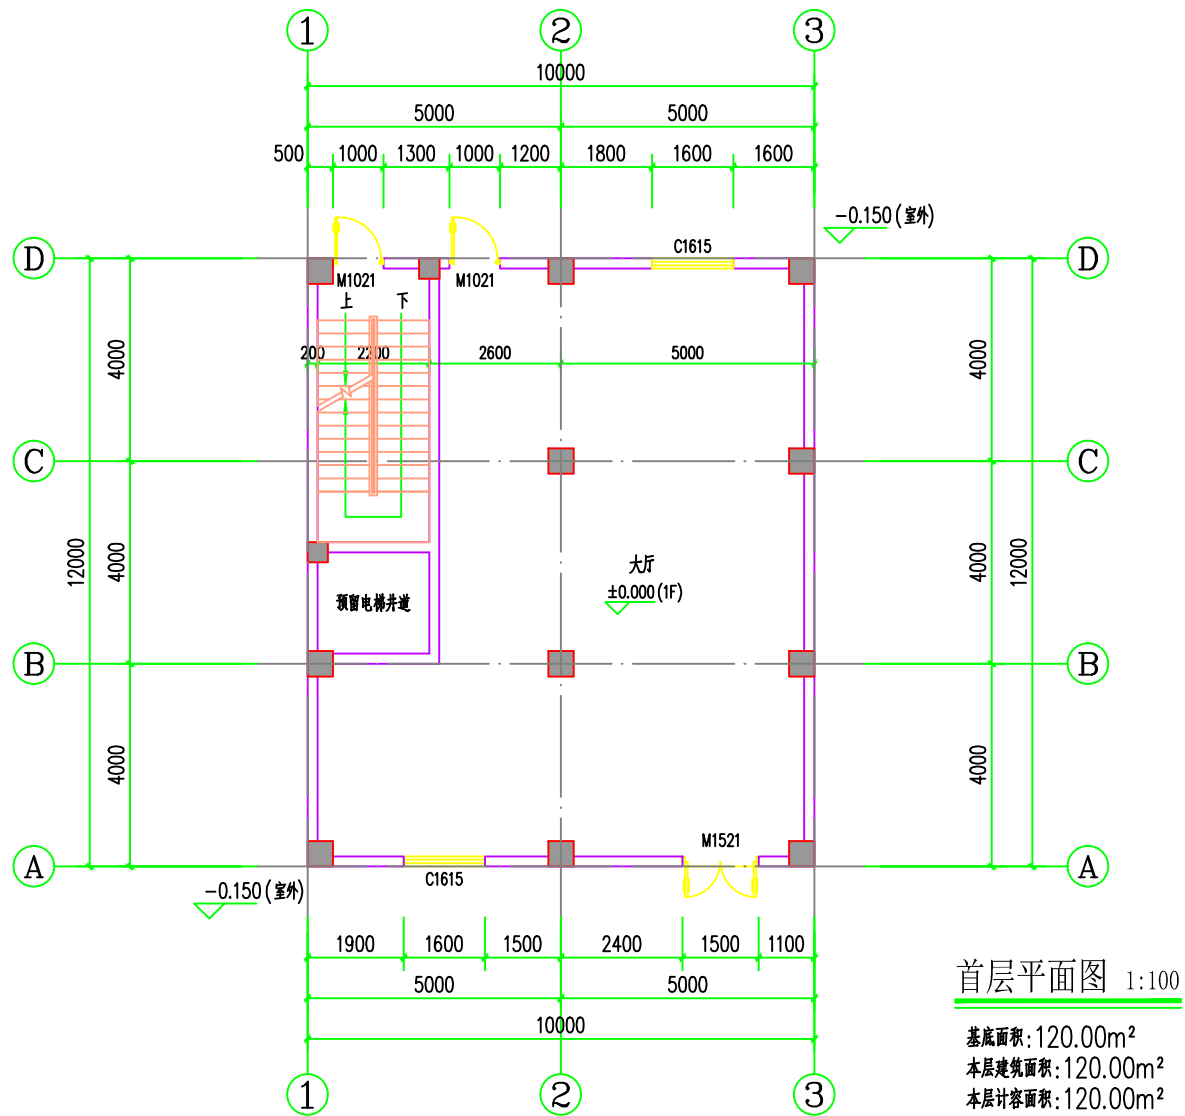 1 2 3
10000
5000 5000
500 1000 1300 1000 1200 1800 1600 1600
-0.150(室外)
C1615
D D
M1021 M1021
上 下
4000 200 2200 2600 5000 4000
C C
12000 4000 大厅 4000 12000
±0.000(1F)
预留电梯井道
B B
4000 4000
M1521
A A
C1615
-0.150(室外)
1900 1600 1500 2400 1500 1100
5000 5000
10000
1 2 3
首层平面图 1:100
基底面积:120.00m²
本层建筑面积:120.00m²
本层计容面积:120.00m²